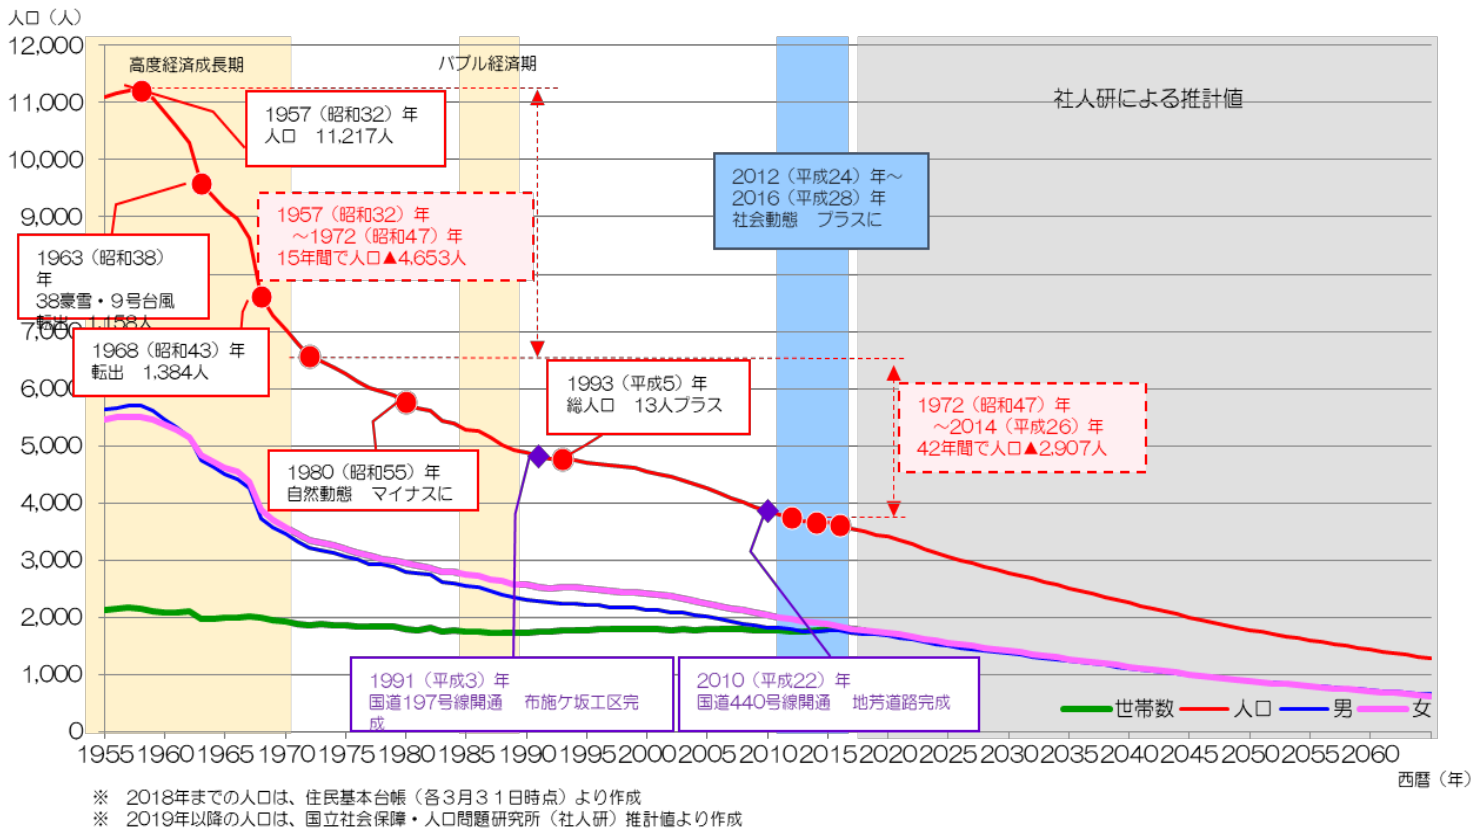 人口（人）
12,000
11,000
10,000
9,000
7,000
6,000
5,000
4,000
3,000
2,000
1,000
0
高度経済成長期
バブル経済期
社人研による推計値
1957（昭和32）年
人口　11,217人
1957（昭和32）年
～1972（昭和47）年
15年間で人口▲4,653人
2012（平成24）年～
2016（平成28）年
社会動態　プラスに
1963（昭和38）
年
38豪雪・９号台風
転出　1,158人
1968（昭和43）年
転出　1,384人
1993（平成5）年
総人口　13人プラス
1972（昭和47）年
～2014（平成26）年
42年間で人口▲2,907人
1980（昭和55）年
自然動態　マイナスに
1991（平成3）年
国道197号線開通　布施ケ坂工区完
成
2010（平成22）年
国道440号線開通　地芳道路完成
世帯数 人口 男 女
1955 1960 1965 1970 1975 1980 1985 1990 1995 2000 2005 2010 2015 2020 2025 2030 2035 2040 2045 2050 2055 2060
西暦（年）
※　2018年までの人口は、住民基本台帳（各３月３１日時点）より作成
※　2019年以降の人口は、国立社会保障・人口問題研究所（社人研）推計値より作成